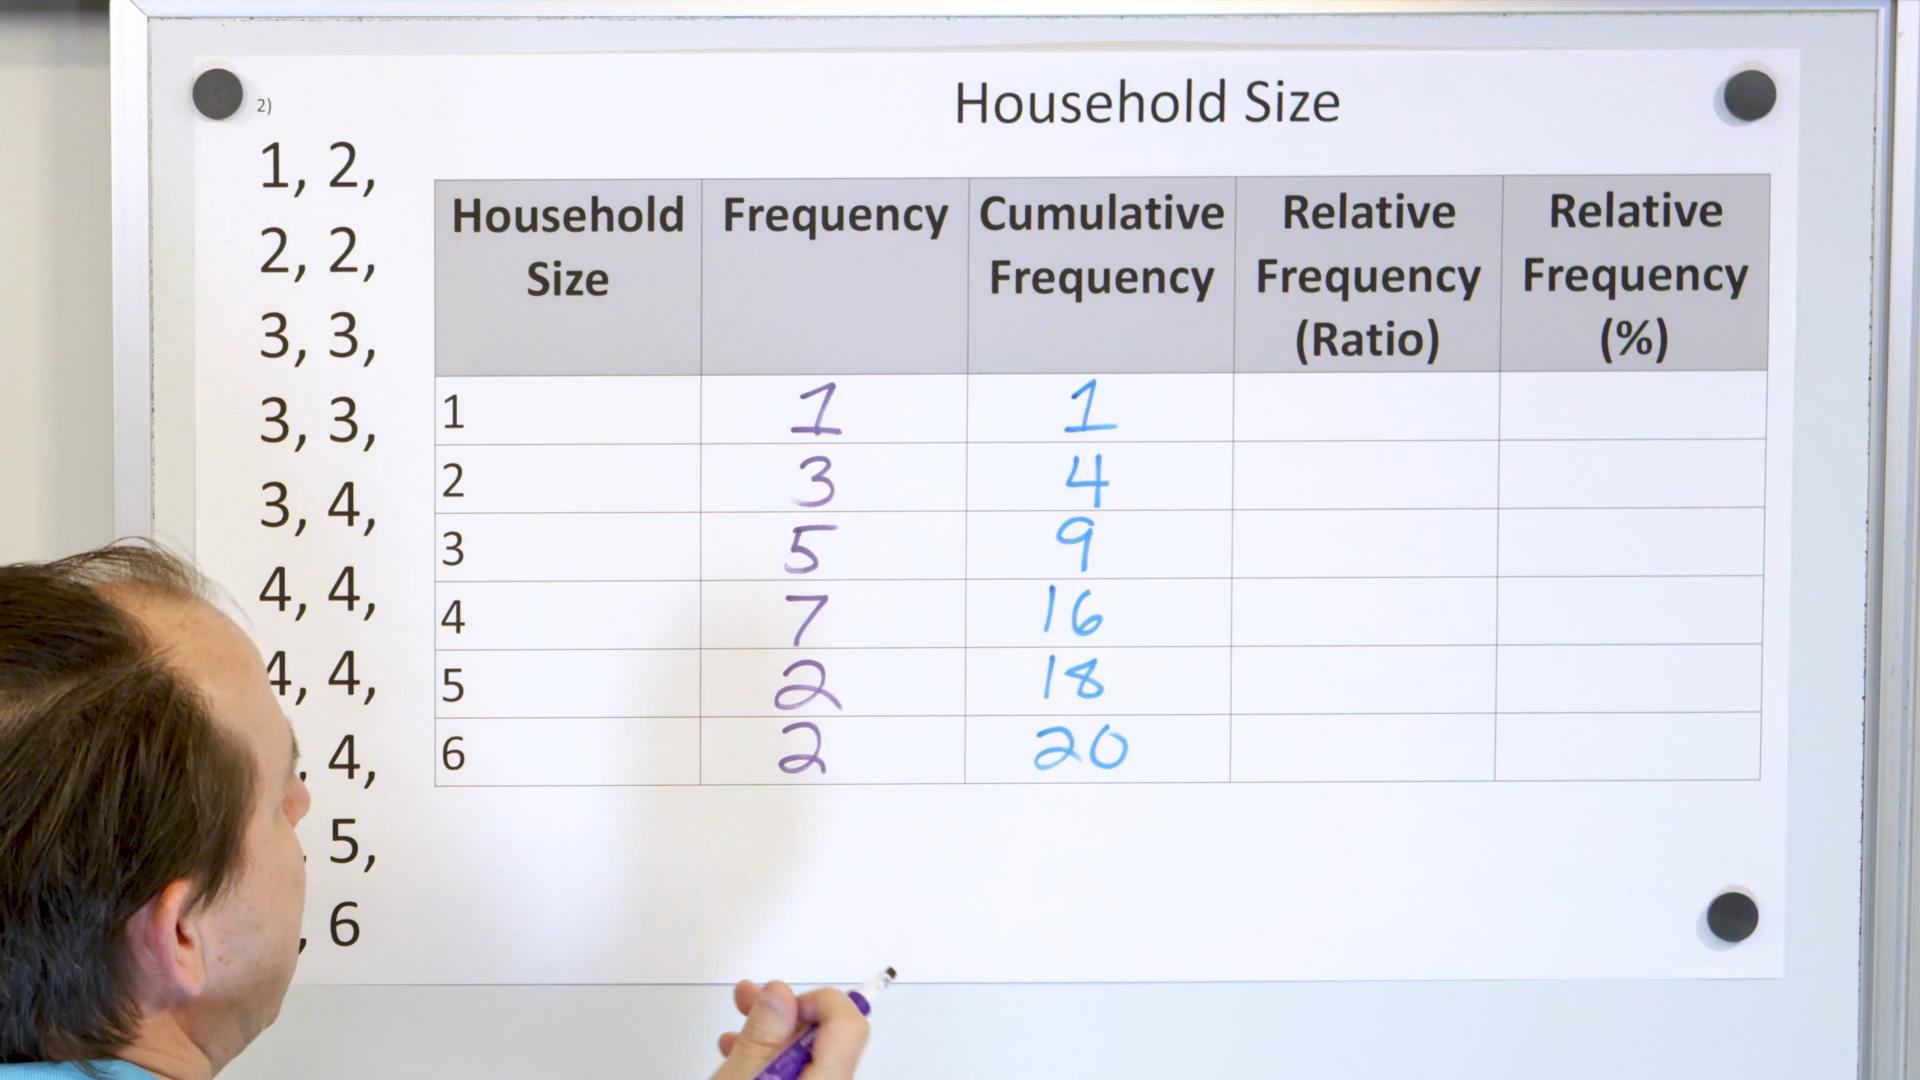 2)
Household Size
1, 2,
2, 2,
3, 3,
3, 3,
3, 4,
4, 4,
4, 4,
, 4,
, 5,
, 6
Household Size Frequency Cumulative Frequency Relative Frequency (Ratio) Relative Frequency (%)
1 1 1
2 3 4
3 5 9
4 7 16
5 2 18
6 2 20